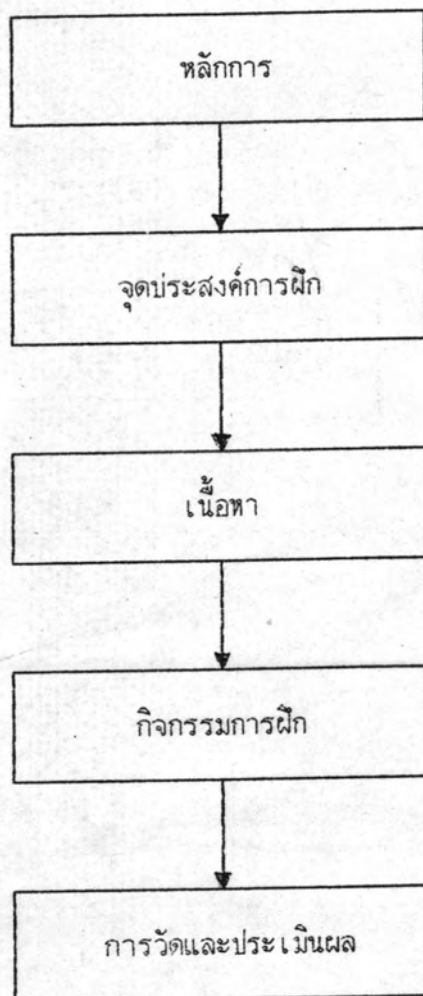 หลักการ
จุดประสงค์การฝึก
เนื้อหา
กิจกรรมการฝึก
การวัดและประเมินผล